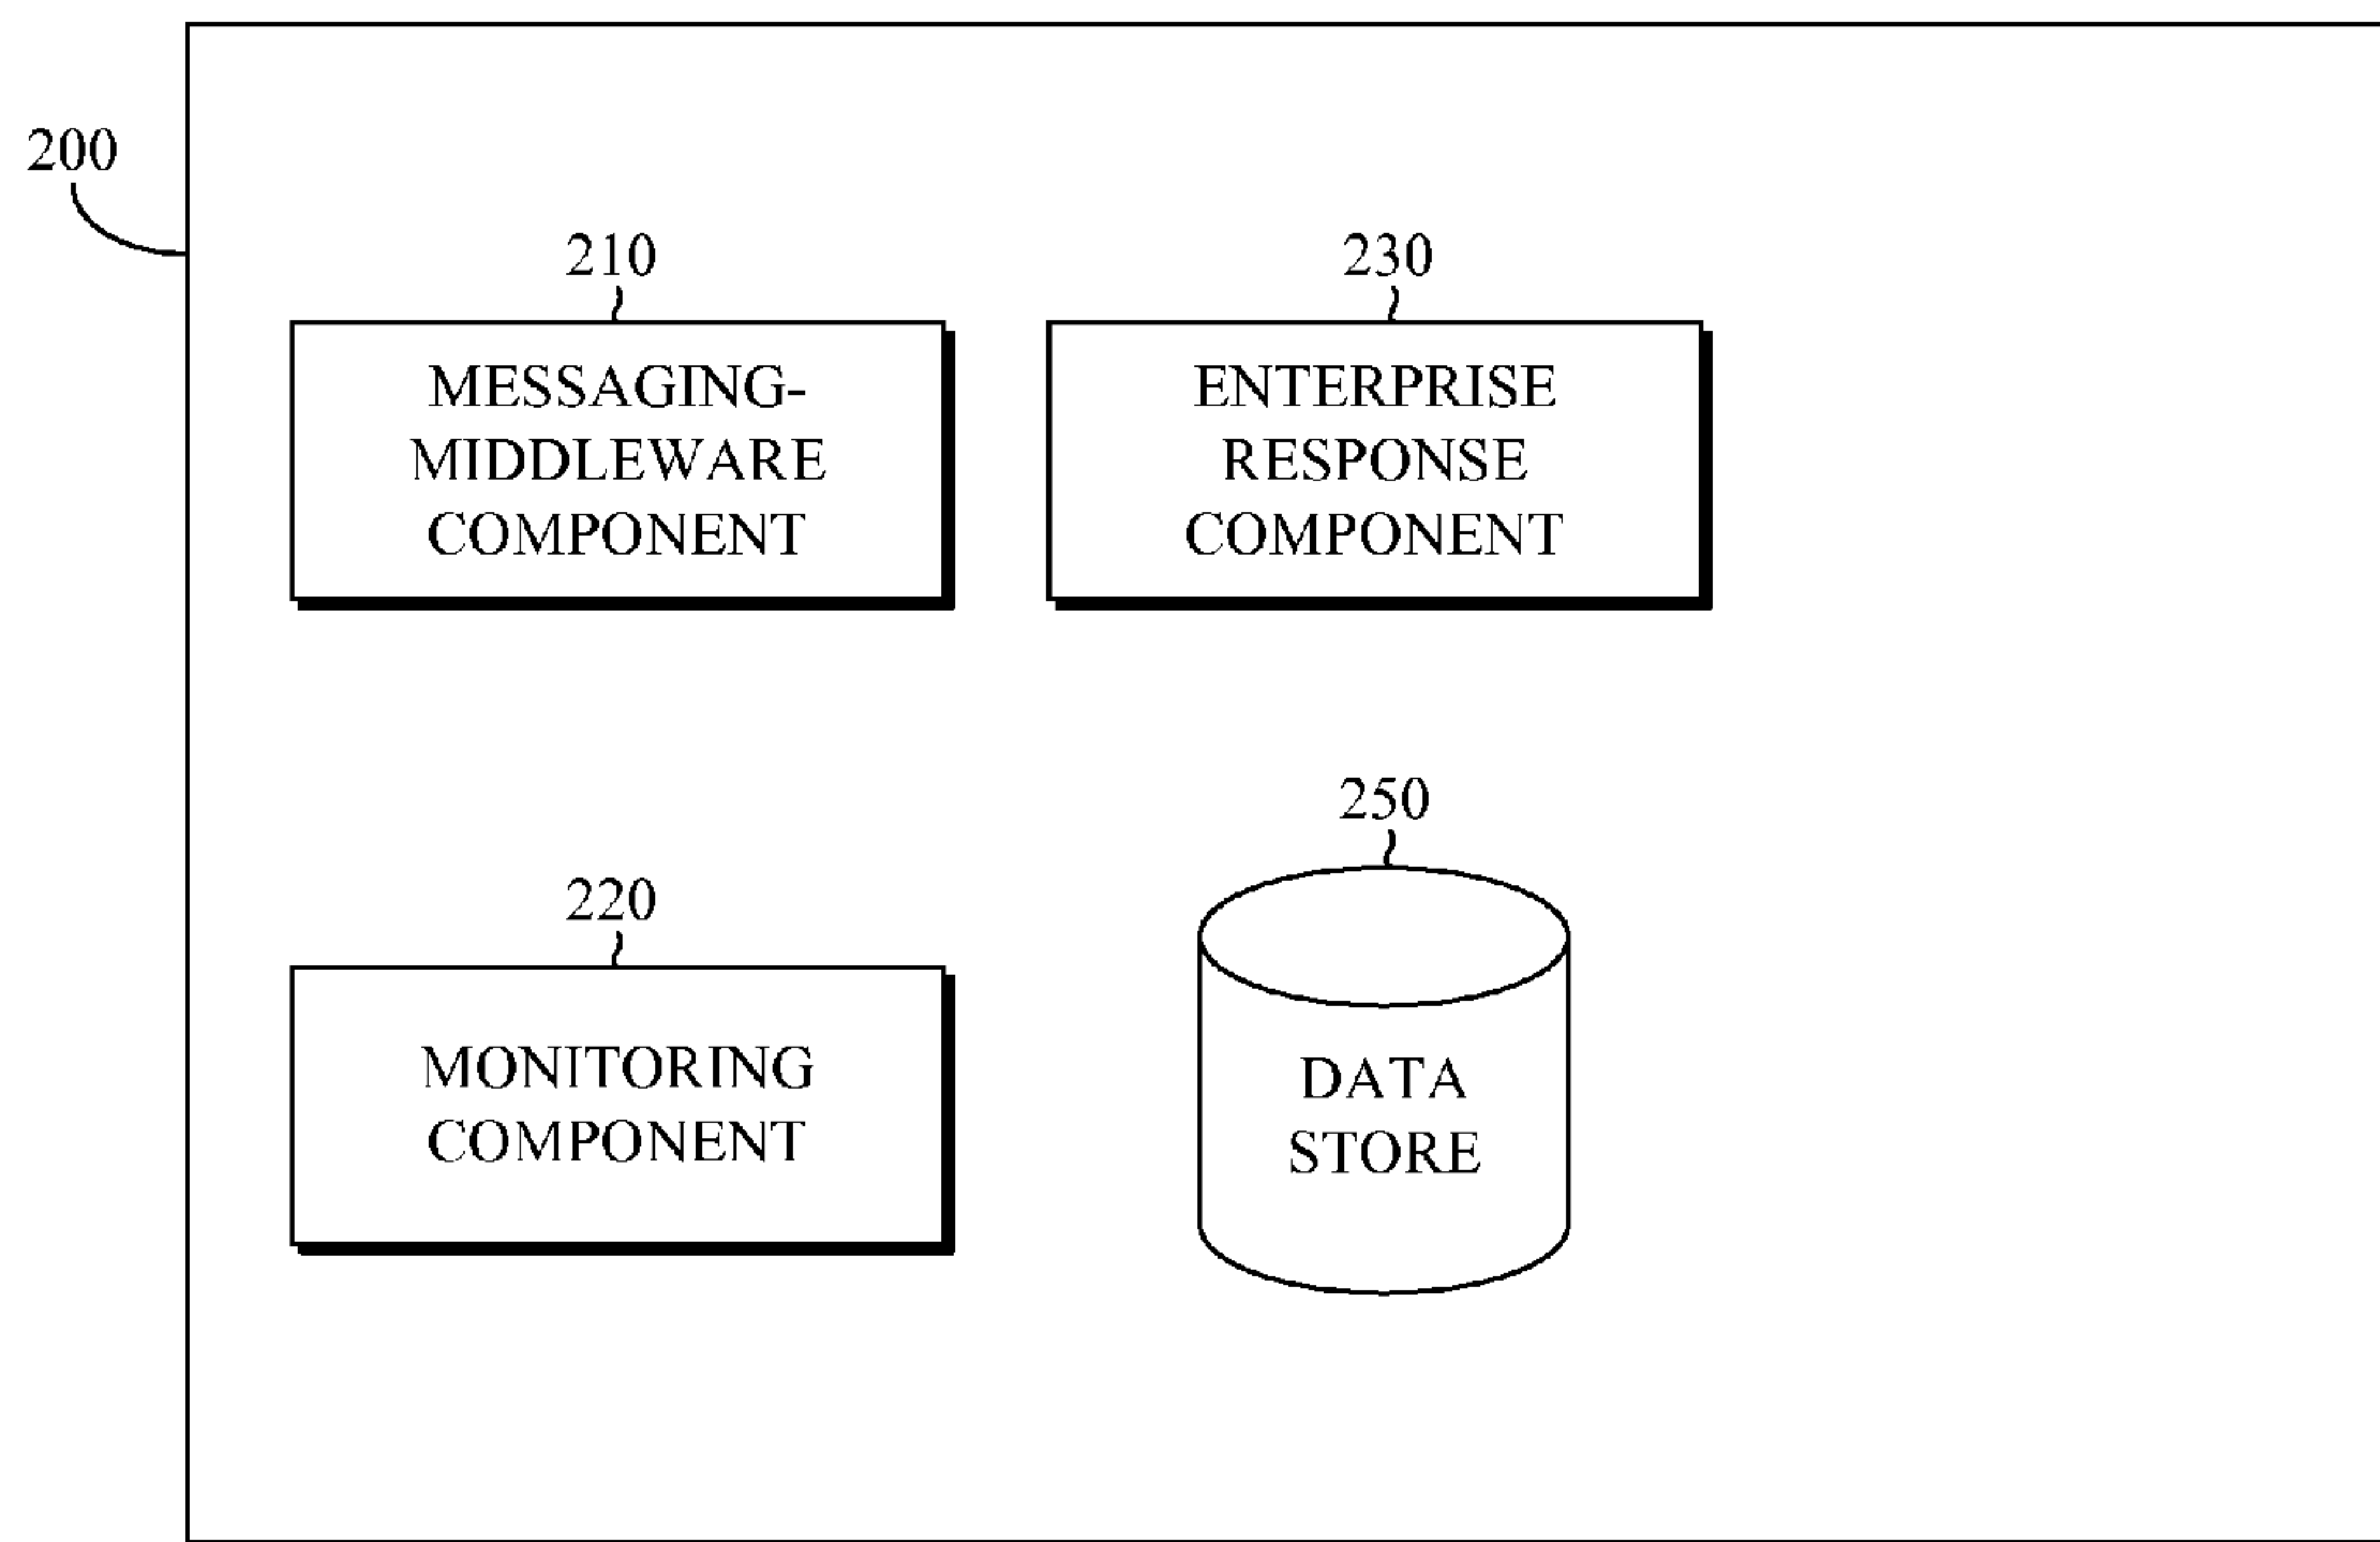 200
210
MESSAGING-
MIDDLEWARE
COMPONENT
230
ENTERPRISE
RESPONSE
COMPONENT
220
MONITORING
COMPONENT
250
DATA
STORE